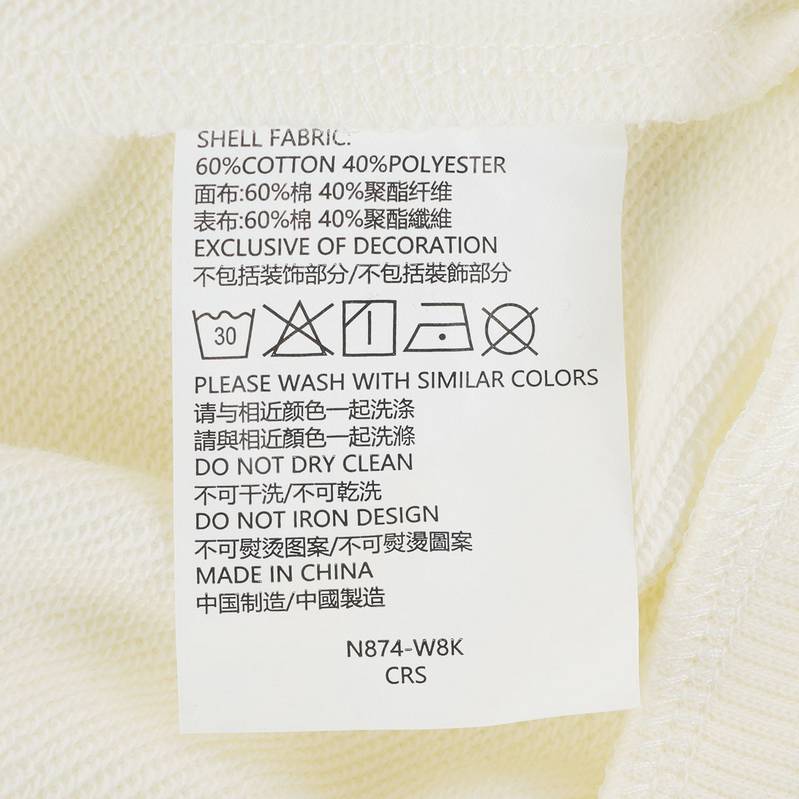 SHELL FABRIC:
60%COTTON 40%POLYESTER
面布:60%棉 40%聚酯纤维
表布:60%棉 40%聚酯纖維
EXCLUSIVE OF DECORATION
不包括装饰部分/不包括裝飾部分
30
PLEASE WASH WITH SIMILAR COLORS
请与相近颜色一起洗涤
請與相近顏色一起洗滌
DO NOT DRY CLEAN
不可干洗/不可乾洗
DO NOT IRON DESIGN
不可熨烫图案/不可熨燙圖案
MADE IN CHINA
中国制造/中國製造
N874-W8K
CRS